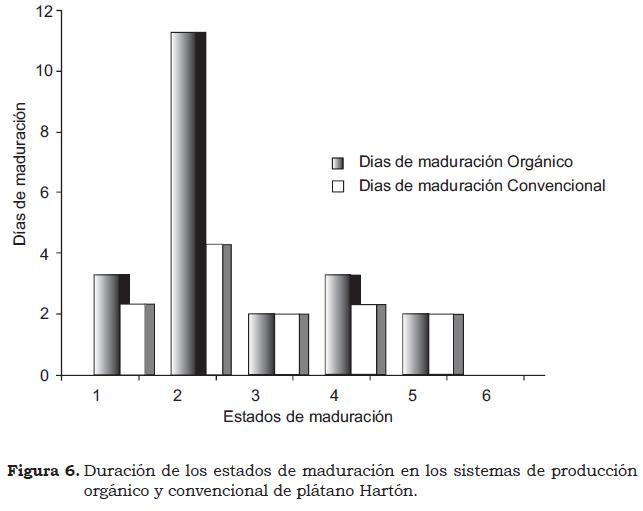 12
10
8
6
4
2
0
Días de maduración
Dias de maduración Orgánico
Dias de maduración Convencional
1 2 3 4 5 6
Estados de maduración
Figura 6. Duración de los estados de maduración en los sistemas de producción
orgánico y convencional de plátano Hartón.